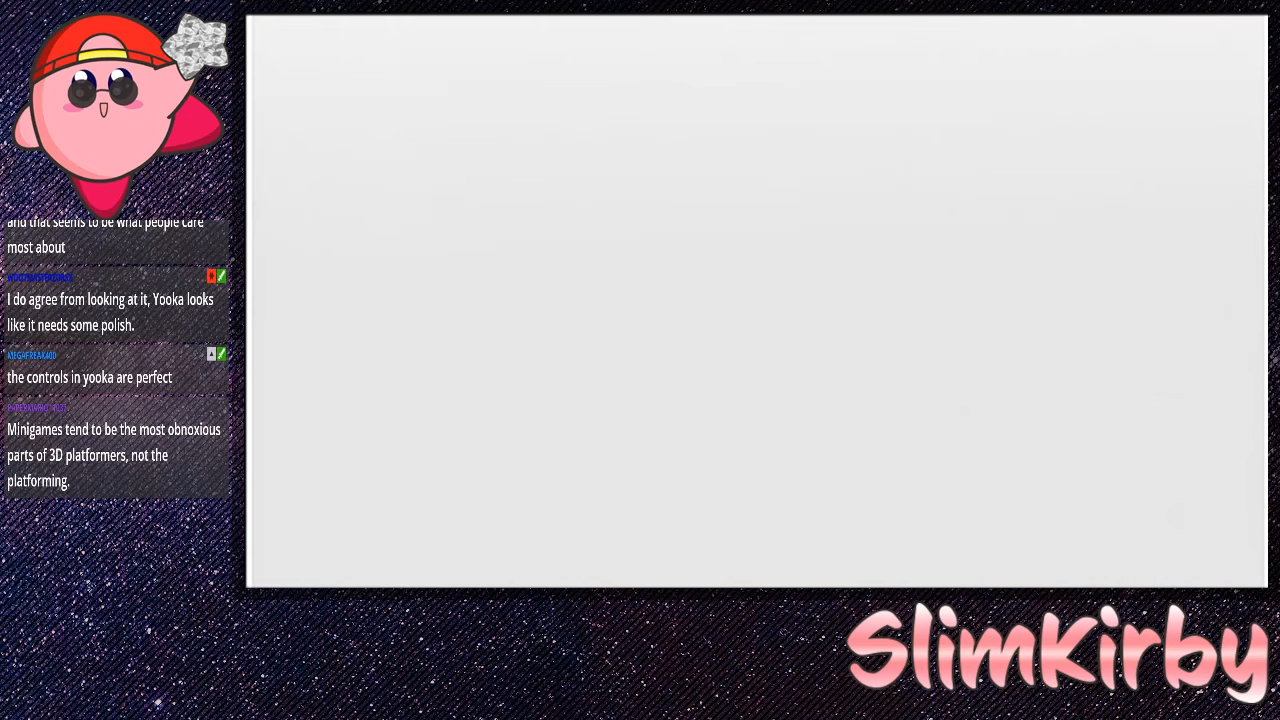 and that seems to be what people care
most about
I do agree from looking at it, Yooka looks
like it needs some polish.
MEGAFREAK400
the controls in yooka are perfect
Minigames tend to be the most obnoxious
parts of 3D platformers, not the
platforming.
SlimKirby